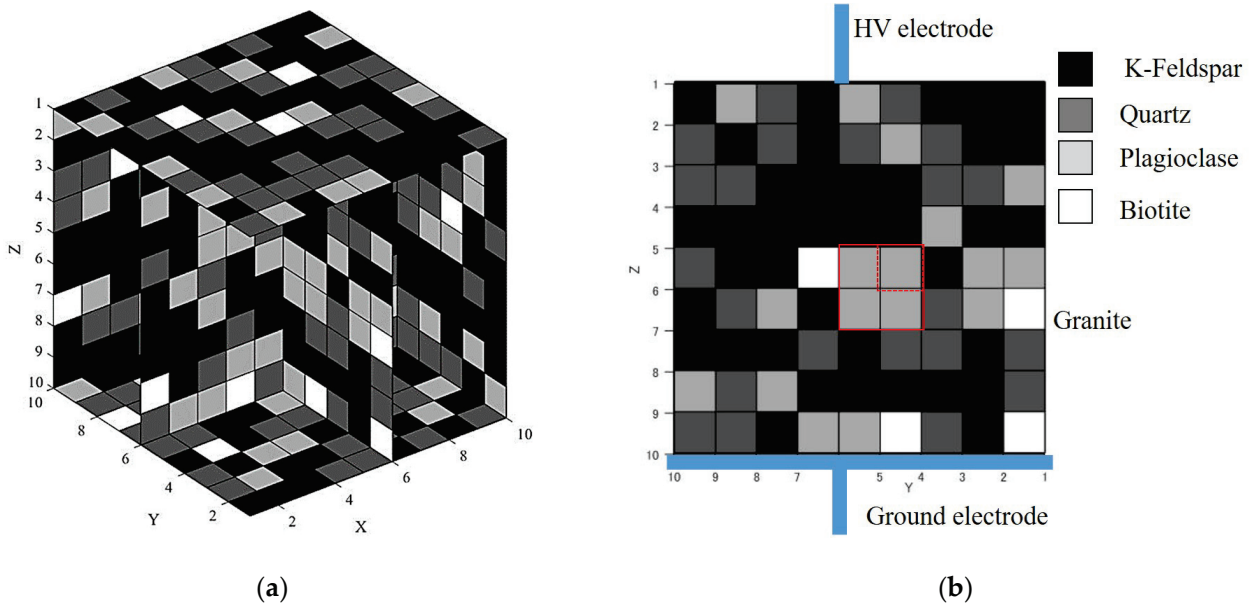 1
2
3
4
5
6
7
8
9
10
Z
10
8
6
4
2
Y
2
4
6
8
10
X
(a)
HV electrode
1
2
3
4
5
6
7
8
9
10
Z
10 9 8 7 5 4 3 2 1
Y
Ground electrode
K-Feldspar
Quartz
Plagioclase
Biotite
Granite
(b)